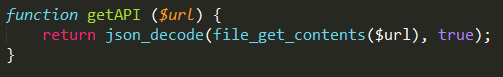 function getAPI ($url) {
    return json_decode(file_get_contents($url), true);
}